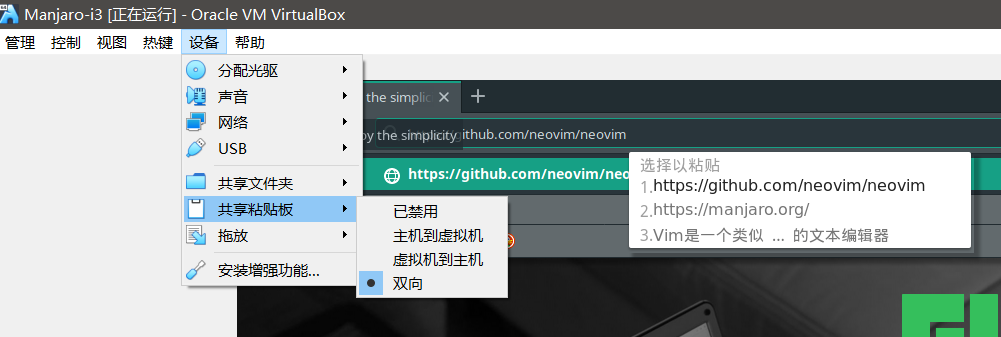 Manjaro-i3 [正在运行] - Oracle VM VirtualBox
管理 控制 视图 热键 设备 帮助
分配光驱
声音
网络
USB
共享文件夹
共享粘贴板
拖放
安装增强功能...
已禁用
主机到虚拟机
虚拟机到主机
双向
the simplic
by the simplicity
github.com/neovim/neovim
https://github.com/neovim/neo
选择以粘贴
1.https://github.com/neovim/neovim
2.https://manjaro.org/
3.Vim是一个类似 ... 的文本编辑器